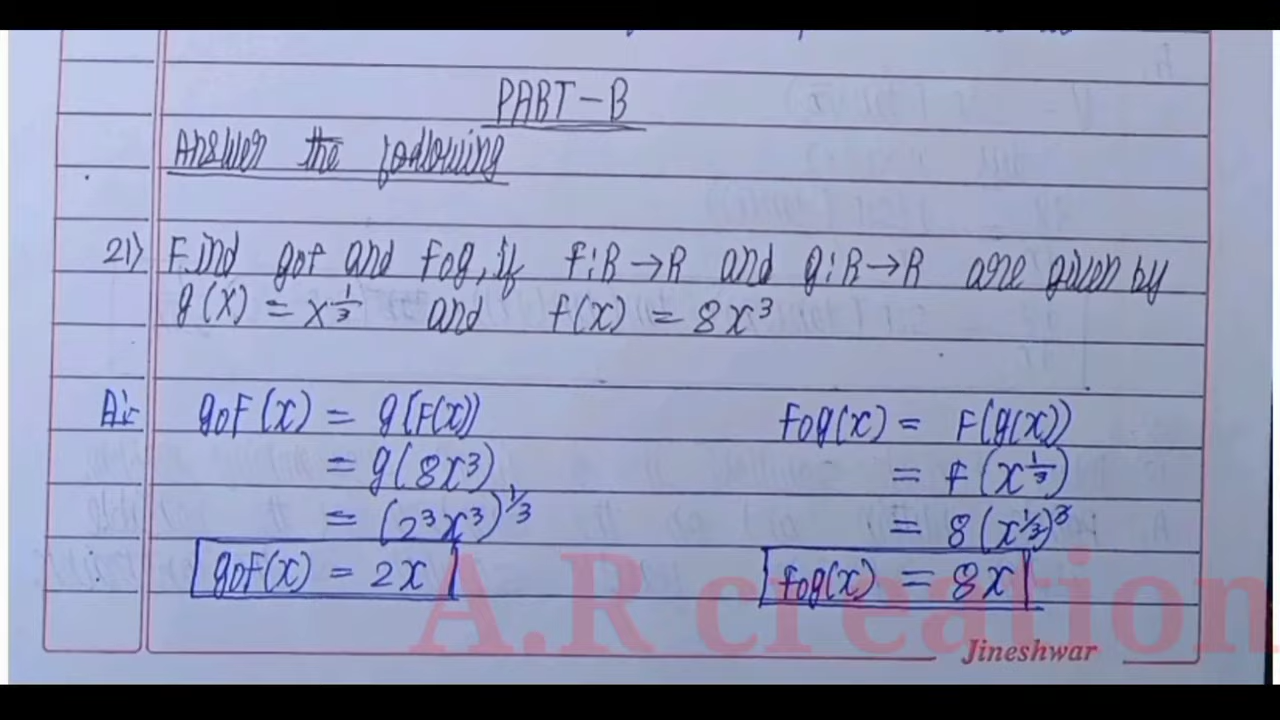 PART-B
Answer the following
21) Find gof and fog, if f:R→R and g:R→R are given by
g(x) = x^1/3 and f(x) = 8x³
A:- goF(x) = g(F(x)) Fog(x) = F(g(x))
= g(8x³) = F(x^1/3)
= (2³x³)^1/3 = 8(x^1/3)³
goF(x) = 2x fog(x) = 8x
A.R creation
Jineshwar